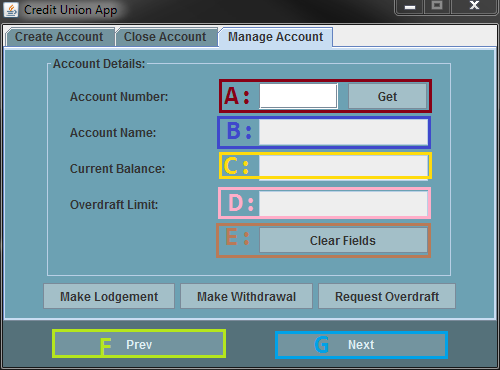 Credit Union App
Create Account Close Account Manage Account
Account Details:
Account Number: A: Get
Account Name: B:
Current Balance: C:
Overdraft Limit: D:
E: Clear Fields
Make Lodgement Make Withdrawal Request Overdraft
F Prev G Next